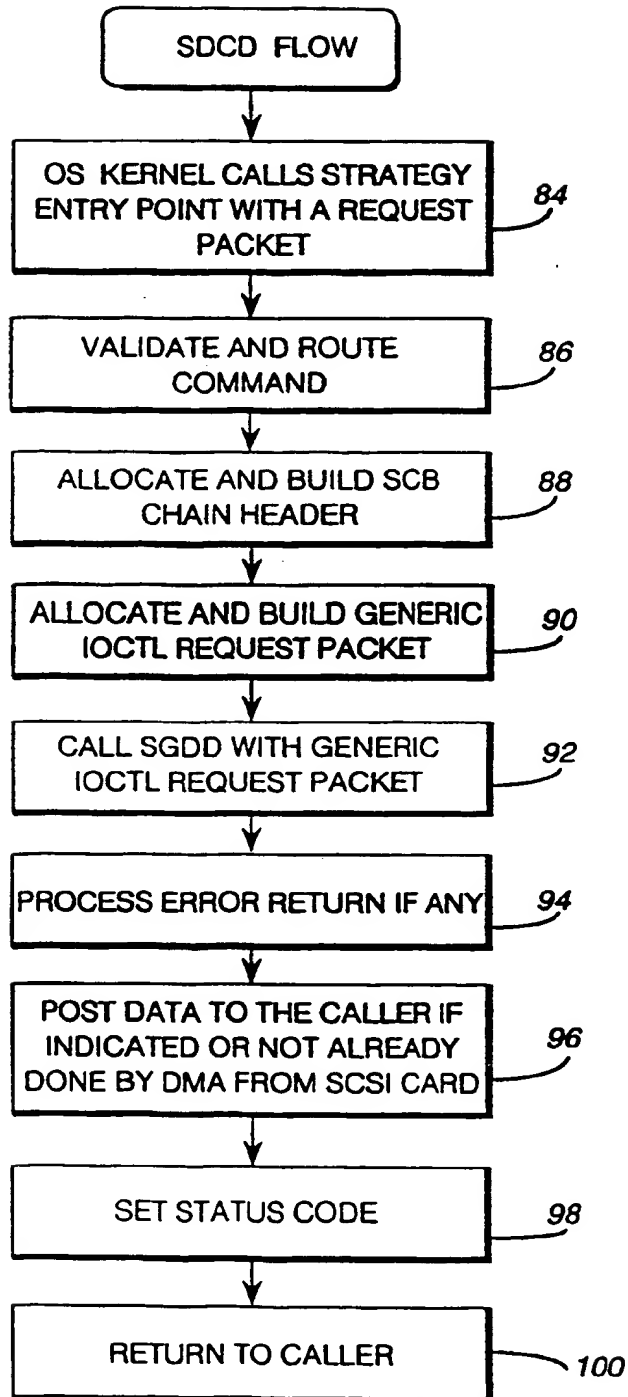 SDCD FLOW
OS KERNEL CALLS STRATEGY
ENTRY POINT WITH A REQUEST
PACKET
84
VALIDATE AND ROUTE
COMMAND
86
ALLOCATE AND BUILD SCB
CHAIN HEADER
88
ALLOCATE AND BUILD GENERIC
IOCTL REQUEST PACKET
90
CALL SGDD WITH GENERIC
IOCTL REQUEST PACKET
92
PROCESS ERROR RETURN IF ANY
94
POST DATA TO THE CALLER IF
INDICATED OR NOT ALREADY
DONE BY DMA FROM SCSI CARD
96
SET STATUS CODE
98
RETURN TO CALLER
100